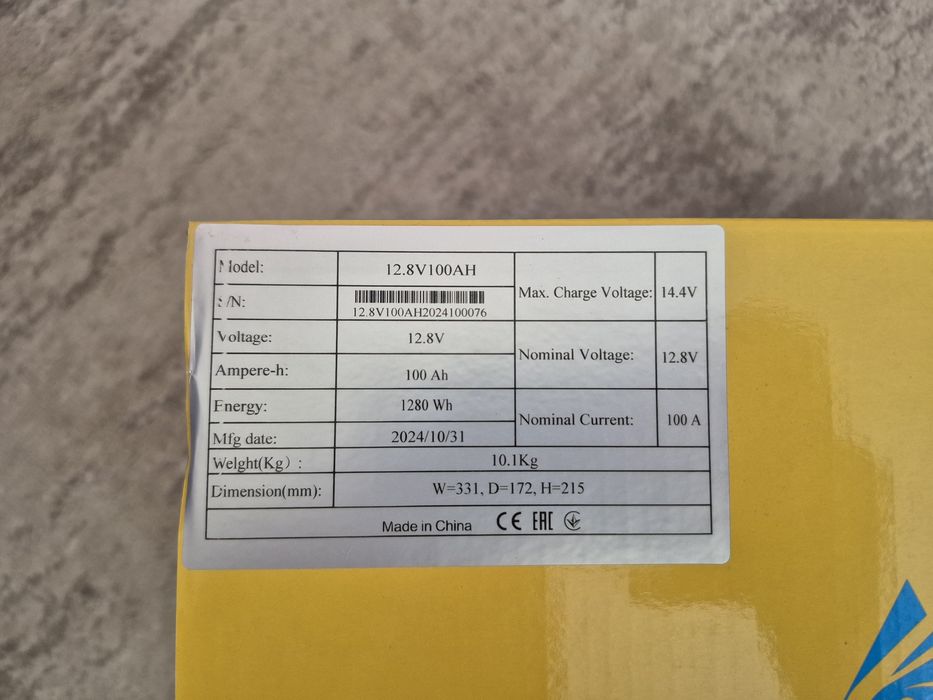 Model: 12.8V100AH
S/N: 12.8V100AH2024100076
Max. Charge Voltage: 14.4V
Voltage: 12.8V
Nominal Voltage: 12.8V
Ampere-h: 100 Ah
Energy: 1280 Wh
Nominal Current: 100 A
Mfg date: 2024/10/31
Welght(Kg): 10.1Kg
Dimension(mm): W=331, D=172, H=215
Made in China CE EAC